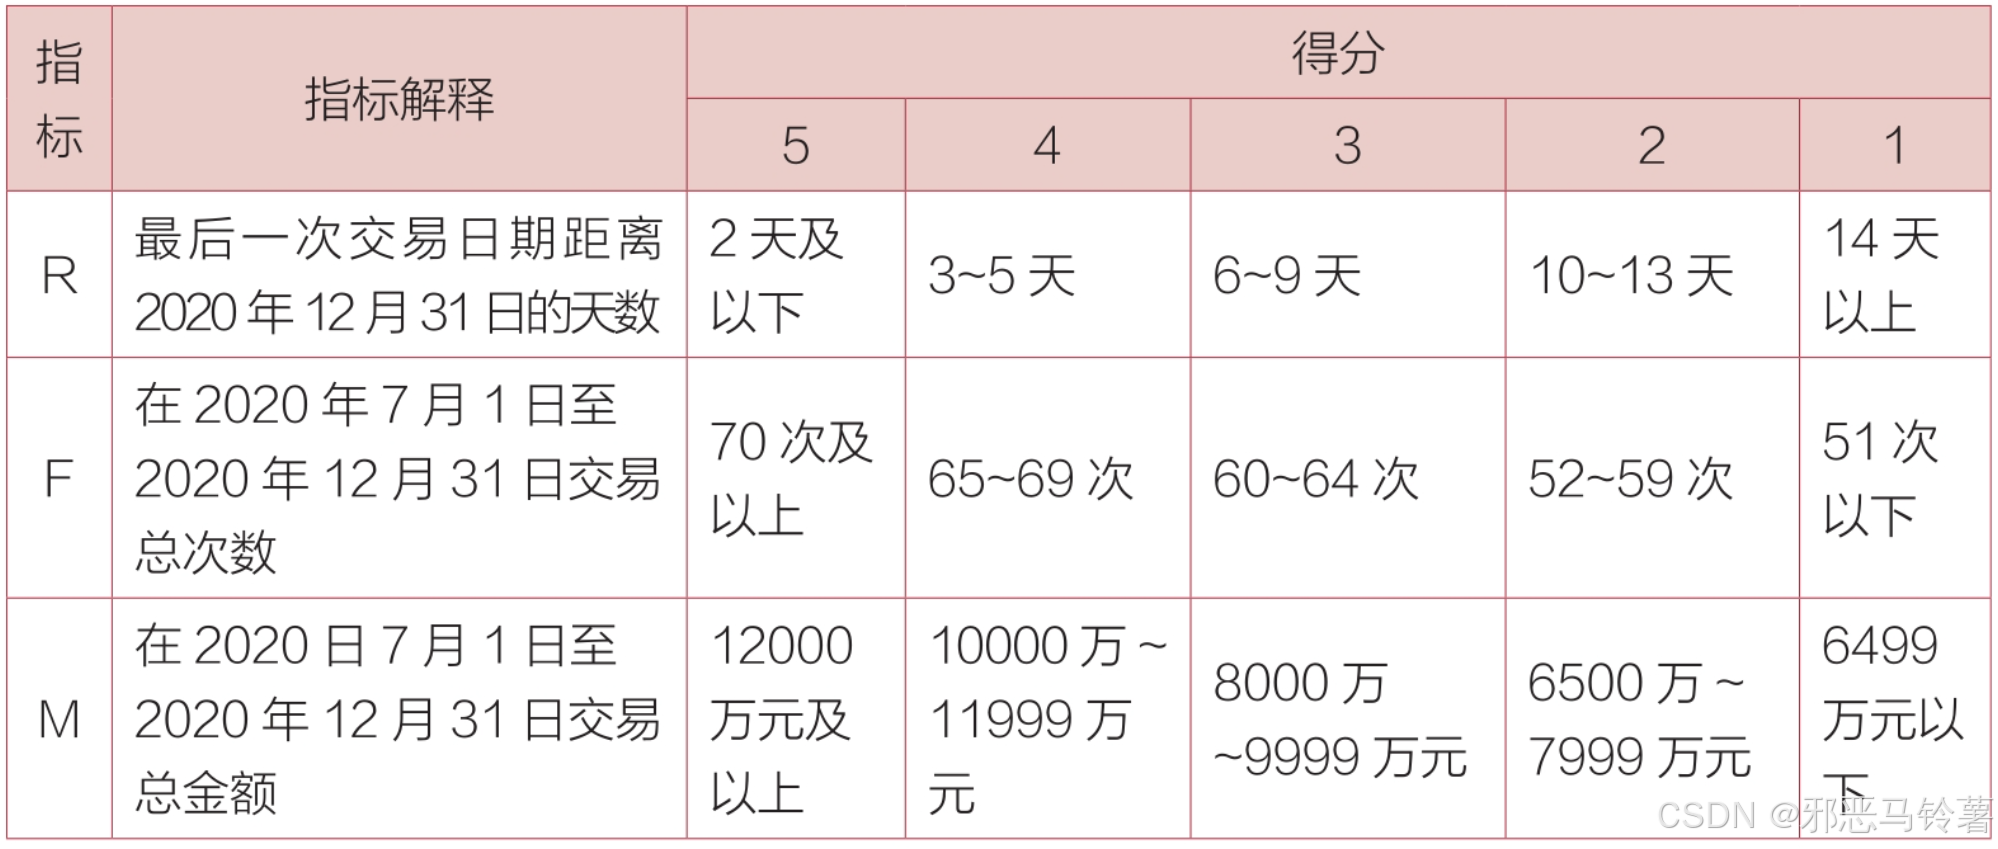 指
标
指标解释
得分
5
4
3
2
1
R
最后一次交易日期距离
2020 年 12 月 31 日的天数
2 天及
以下
3~5 天
6~9 天
10~13 天
14 天
以上
F
在 2020 年 7 月 1 日至
2020 年 12 月 31 日交易
总次数
70 次及
以上
65~69 次
60~64 次
52~59 次
51 次
以下
M
在 2020 日 7 月 1 日至
2020 年 12 月 31 日交易
总金额
12000
万元及
以上
10000 万 ~
11999 万
元
8000 万
~9999 万元
6500 万 ~
7999 万元
6499
万元以
下
CSDN @邪恶马铃薯